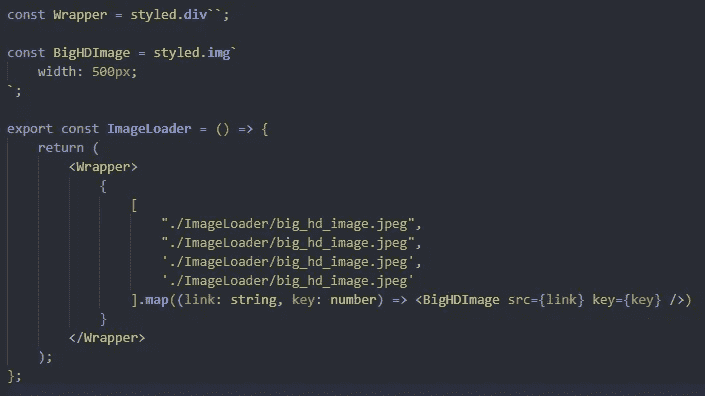 const Wrapper = styled.div``;
const BigHDImage = styled.img`
    width: 500px;
`;
export const ImageLoader = () => {
    return (
        <Wrapper>
            {
                [
                    "./ImageLoader/big_hd_image.jpeg",
                    "./ImageLoader/big_hd_image.jpeg",
                    './ImageLoader/big_hd_image.jpeg',
                    './ImageLoader/big_hd_image.jpeg'
                ].map((link: string, key: number) => <BigHDImage src={link} key={key} />)
            }
        </Wrapper>
    );
};